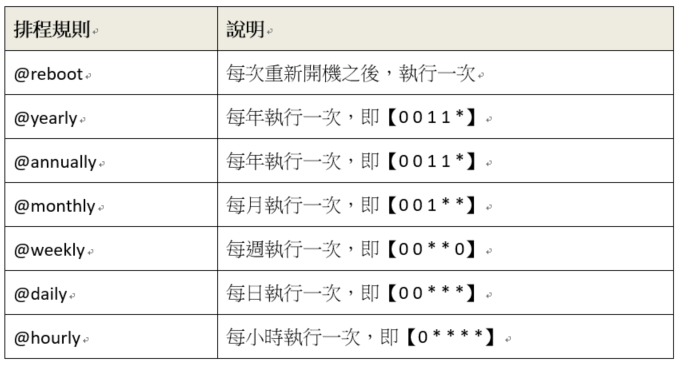 排程規則 說明
@reboot 每次重新開機之後，執行一次
@yearly 每年執行一次，即【0 0 1 1 *】
@annually 每年執行一次，即【0 0 1 1 *】
@monthly 每月執行一次，即【0 0 1 * *】
@weekly 每週執行一次，即【0 0 * * 0】
@daily 每日執行一次，即【0 0 * * *】
@hourly 每小時執行一次，即【0 * * * *】